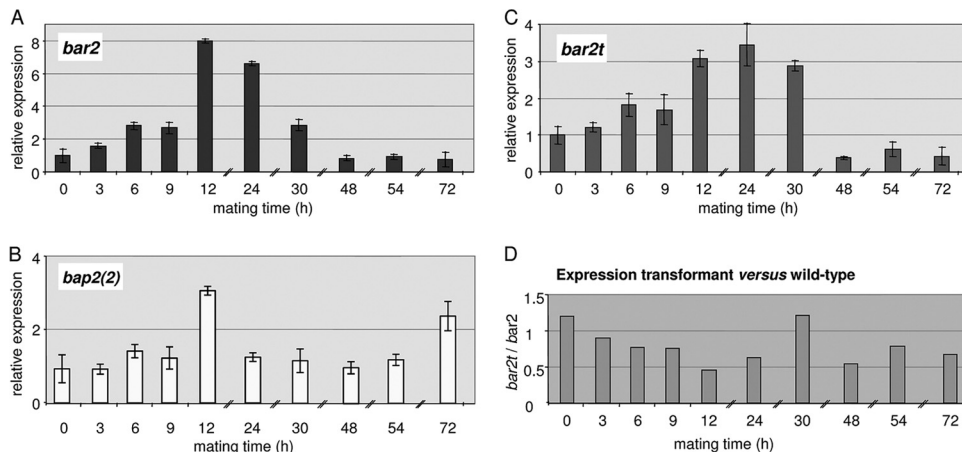 A
bar2
relative expression
8
6
4
2
0
0 3 6 9 12 24 30 48 54 72
mating time (h)
B
bap2(2)
relative expression
4
2
0
0 3 6 9 12 24 30 48 54 72
mating time (h)
C
bar2t
relative expression
4
3
2
1
0
0 3 6 9 12 24 30 48 54 72
mating time (h)
D
Expression transformant versus wild-type
bar2t / bar2
1.5
1
0.5
0
0 3 6 9 12 24 30 48 54 72
mating time (h)